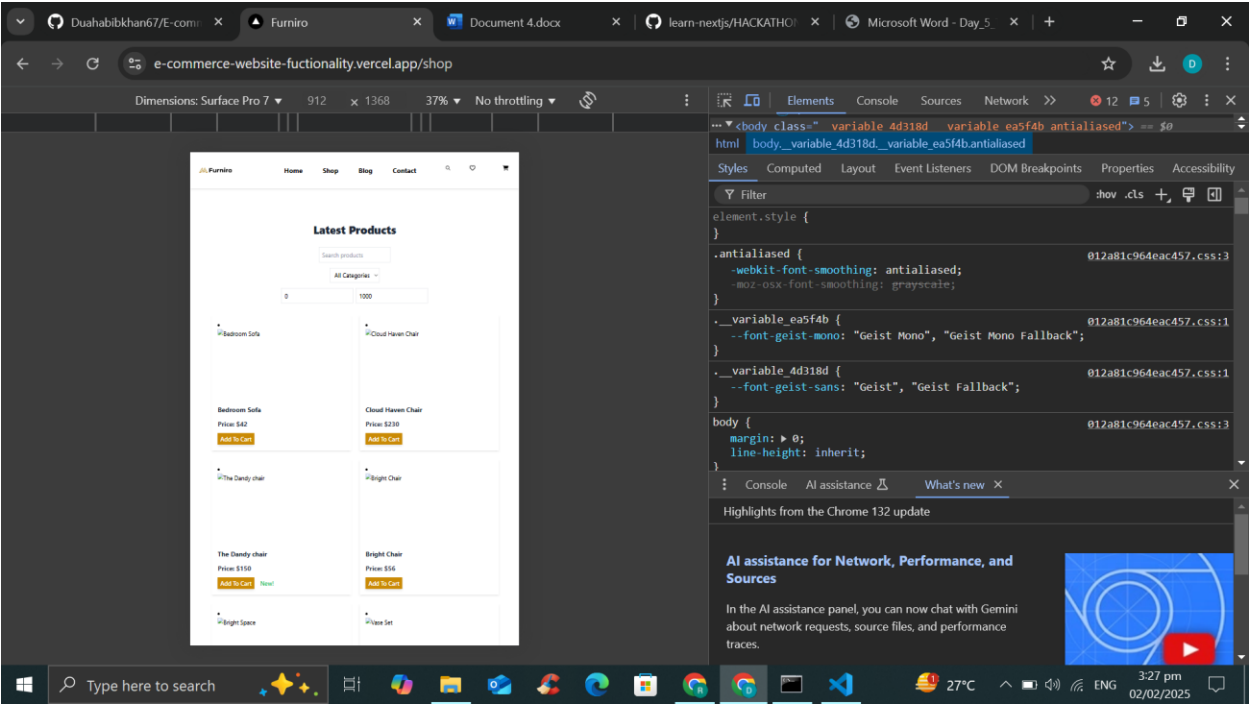 Duahabibkhan67/E-comm
Furniro
Document 4.docx
learn-nextjs/HACKATHO
Microsoft Word - Day_5_
e-commerce-website-fuctionality.vercel.app/shop
D
Dimensions: Surface Pro 7 ▼ 912 x 1368 37% ▼ No throttling ▼
Elements Console Sources Network 12 5
<body class="__variable_4d318d __variable_ea5f4b antialiased"> == $0
html body.__variable_4d318d.__variable_ea5f4b.antialiased
Styles Computed Layout Event Listeners DOM Breakpoints Properties Accessibility
Filter :hov .cls
element.style {
}
.antialiased { 012a81c964eac457.css:3
-webkit-font-smoothing: antialiased;
-moz-osx-font-smoothing: grayscale;
}
.__variable_ea5f4b { 012a81c964eac457.css:1
--font-geist-mono: "Geist Mono", "Geist Mono Fallback";
}
.__variable_4d318d { 012a81c964eac457.css:1
--font-geist-sans: "Geist", "Geist Fallback";
}
body { 012a81c964eac457.css:3
margin: ▶ 0;
line-height: inherit;
}
Console AI assistance What's new
Highlights from the Chrome 132 update
AI assistance for Network, Performance, and
Sources
In the AI assistance panel, you can now chat with Gemini
about network requests, source files, and performance
traces.
Furniro Home Shop Blog Contact
Latest Products
Search products
All Categories
0 1000
Bedroom Sofa Cloud Haven Chair
Bedroom Sofa Cloud Haven Chair
Price: $42 Price: $230
Add To Cart Add To Cart
The Dandy chair Bright Chair
The Dandy chair Bright Chair
Price: $150 Price: $56
Add To Cart New! Add To Cart
Bright Space Vase Set
Type here to search
27°C ENG
3:27 pm
02/02/2025